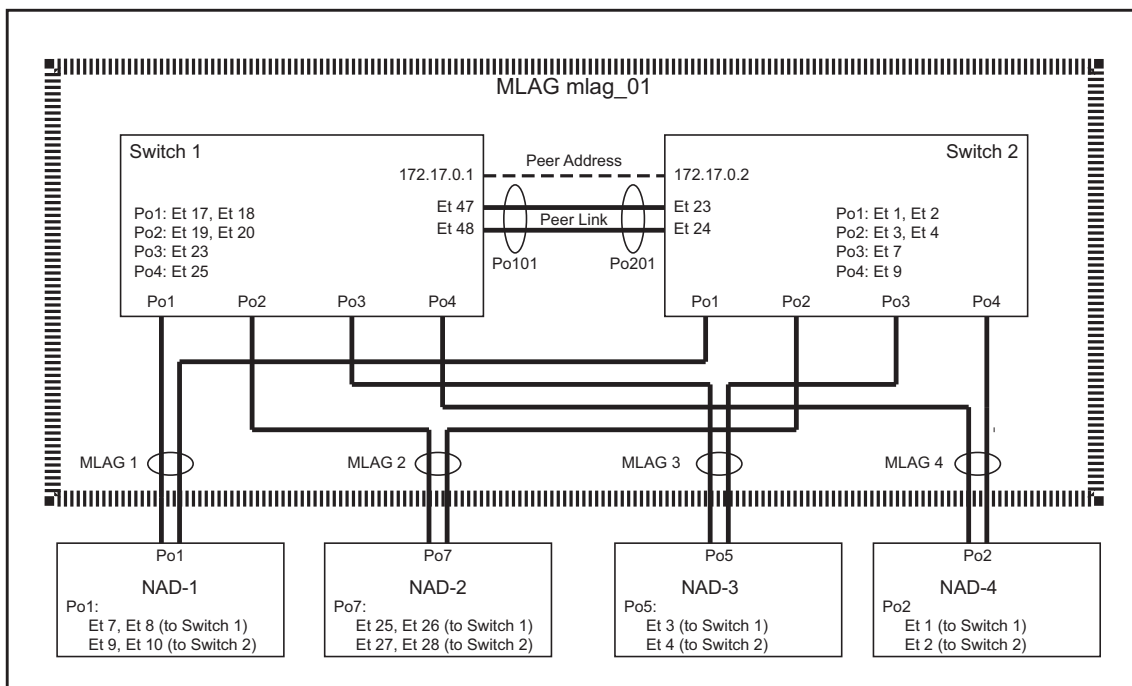 MLAG mlag_01
Switch 1
172.17.0.1
Peer Address
Switch 2
172.17.0.2
Et 47
Et 48
Peer Link
Et 23
Et 24
Po101
Po201
Po1: Et 17, Et 18
Po2: Et 19, Et 20
Po3: Et 23
Po4: Et 25
Po1: Et 1, Et 2
Po2: Et 3, Et 4
Po3: Et 7
Po4: Et 9
Po1
Po2
Po3
Po4
Po1
Po2
Po3
Po4
MLAG 1
MLAG 2
MLAG 3
MLAG 4
Po1
NAD-1
Po1:
Et 7, Et 8 (to Switch 1)
Et 9, Et 10 (to Switch 2)
Po7
NAD-2
Po7:
Et 25, Et 26 (to Switch 1)
Et 27, Et 28 (to Switch 2)
Po5
NAD-3
Po5:
Et 3 (to Switch 1)
Et 4 (to Switch 2)
Po2
NAD-4
Po2
Et 1 (to Switch 1)
Et 2 (to Switch 2)